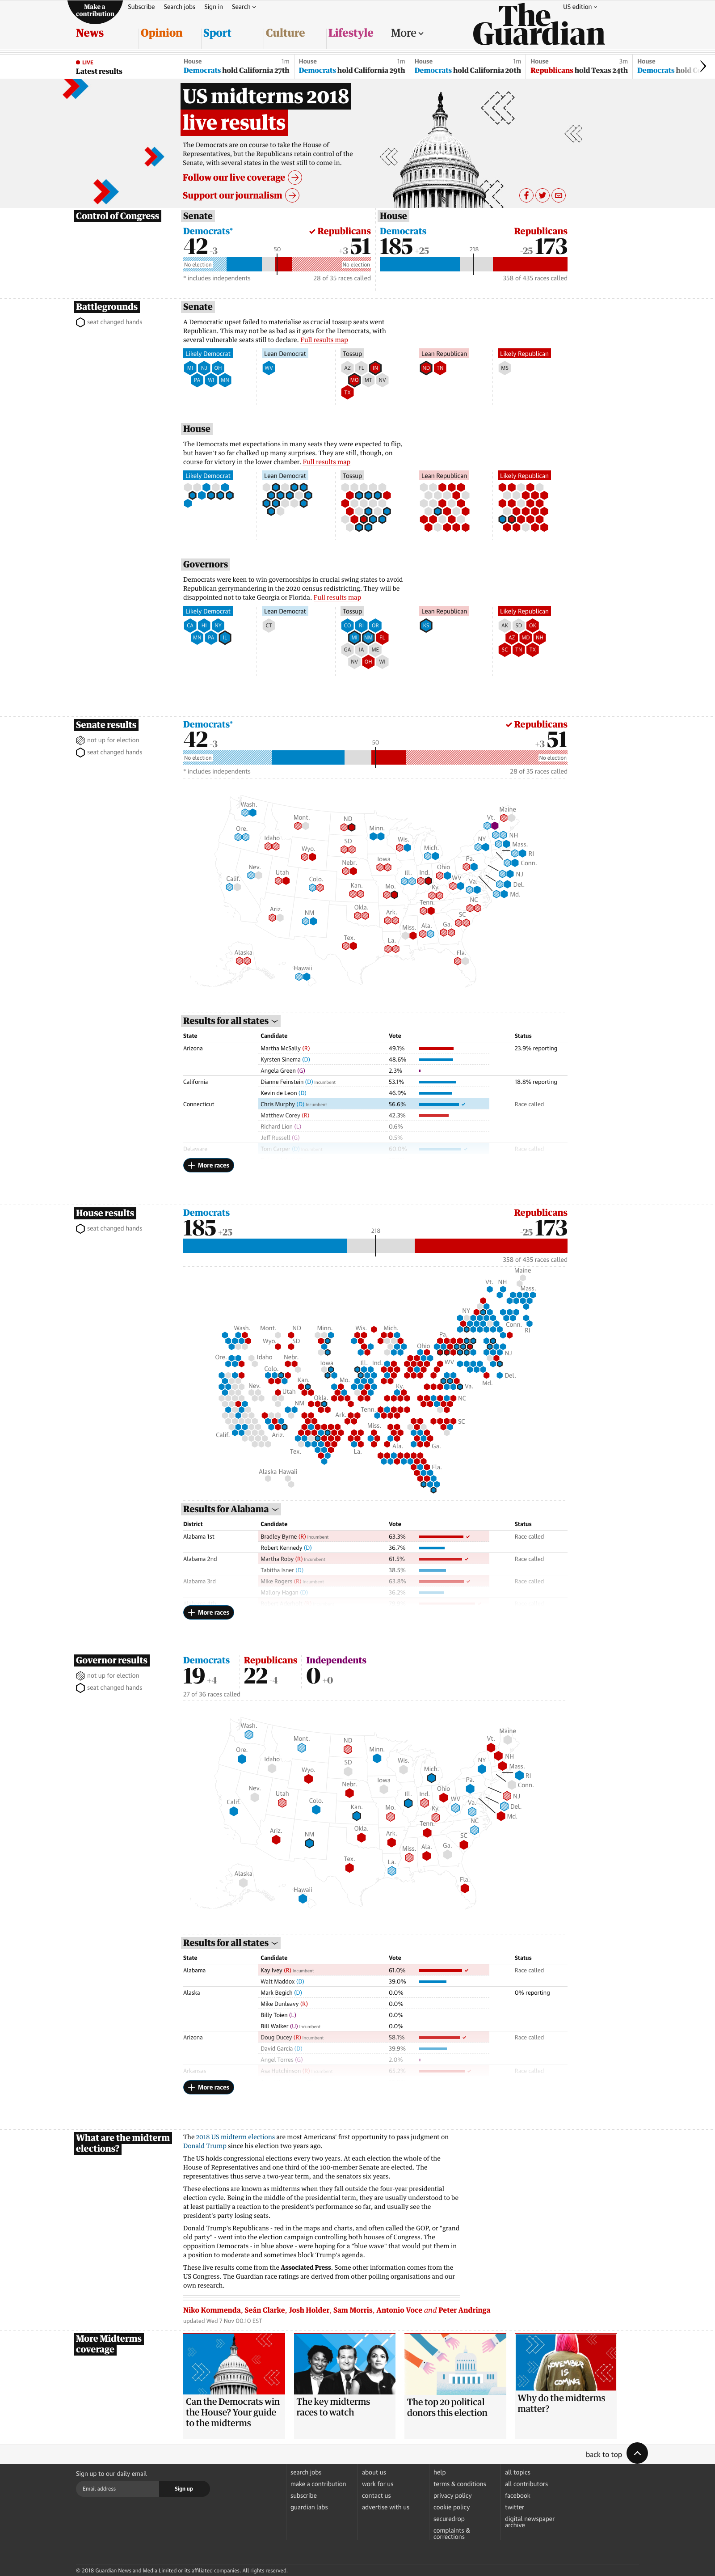 Make a contribution
Subscribe
Search jobs
Sign in
Search
US edition
The Guardian
News
Opinion
Sport
Culture
Lifestyle
More
LIVE
Latest results
House 1m
Democrats hold California 27th
House 1m
Democrats hold California 29th
House 1m
Democrats hold California 20th
House 3m
Republicans hold Texas 24th
House
Democrats hold
US midterms 2018
live results
The Democrats are on course to take the House of
Representatives, but the Republicans retain control of the
Senate, with several states in the west still to come in.
Follow our live coverage
Support our journalism
Control of Congress
Senate
Democrats*
Republicans
42 -3
50
+3 51
No election
No election
* includes independents
28 of 35 races called
House
Democrats
Republicans
185 +25
218
-25 173
358 of 435 races called
Battlegrounds
seat changed hands
Senate
A Democratic upset failed to materialise as crucial tossup seats went
Republican. This may not be as bad as it gets for the Democrats, with
several vulnerable seats still to declare. Full results map
Likely Democrat
Lean Democrat
Tossup
Lean Republican
Likely Republican
MI NJ OH
PA WI MN
WV
AZ FL IN
MO MT NV
TX
ND TN
MS
House
The Democrats met expectations in many seats they were expected to flip,
but haven't so far chalked up many surprises. They are still, though, on
course for victory in the lower chamber. Full results map
Likely Democrat
Lean Democrat
Tossup
Lean Republican
Likely Republican
Governors
Democrats were keen to win governorships in crucial swing states to avoid
Republican gerrymandering in the 2020 census redistricting. They will be
disappointed not to take Georgia or Florida. Full results map
Likely Democrat
Lean Democrat
Tossup
Lean Republican
Likely Republican
CA HI NY
MN PA IL
CT
CO RI OR
MI NM FL
GA IA ME
NV OH WI
KS
AK SD OK
AZ MD NH
SC TN TX
Senate results
not up for election
seat changed hands
Democrats*
Republicans
42 -3
50
+3 51
No election
No election
* includes independents
28 of 35 races called
Wash.
Mont.
ND
Minn.
Maine
Vt.
NH
Mass.
RI
Conn.
NJ
Del.
Md.
Ore.
Idaho
Wyo.
SD
Wis.
Mich.
NY
Pa.
Nev.
Utah
Colo.
Nebr.
Iowa
Ill.
Ind.
Ohio
WV
Va.
Calif.
Kan.
Mo.
Ky.
NC
Ariz.
NM
Okla.
Ark.
Tenn.
SC
Tex.
La.
Miss.
Ala.
Ga.
Fla.
Alaska
Hawaii
Results for all states
State Candidate Vote Status
Arizona Martha McSally (R) 49.1% 23.9% reporting
Kyrsten Sinema (D) 48.6%
Angela Green (G) 2.3%
California Dianne Feinstein (D) Incumbent 53.1% 18.8% reporting
Kevin de Leon (D) 46.9%
Connecticut Chris Murphy (D) Incumbent 56.6% Race called
Matthew Corey (R) 42.3%
Richard Lion (L) 0.6%
Jeff Russell (G) 0.5%
Delaware Tom Carper (D) Incumbent 60.0% Race called
More races
House results
seat changed hands
Democrats
Republicans
185 +25
218
-25 173
358 of 435 races called
Maine
Vt.
NH
Mass.
NY
Conn.
RI
Wash.
Mont.
ND
Minn.
Wis.
Mich.
Pa.
Wyo.
SD
Ohio
NJ
Ore.
Idaho
Nebr.
Iowa
Ill.
Ind.
WV
Del.
Colo.
Nev.
Kan.
Mo.
Ky.
Va.
Md.
Utah
Okla.
NC
NM
Ark.
Tenn.
SC
Calif.
Ariz.
Miss.
Tex.
La.
Ala.
Ga.
Fla.
Alaska
Hawaii
Results for Alabama
District Candidate Vote Status
Alabama 1st Bradley Byrne (R) Incumbent 63.3% Race called
Robert Kennedy (D) 36.7%
Alabama 2nd Martha Roby (R) Incumbent 61.5% Race called
Tabitha Isner (D) 38.5%
Alabama 3rd Mike Rogers (R) Incumbent 63.8% Race called
Mallory Hagan (D) 36.2%
More races
Governor results
not up for election
seat changed hands
Democrats
Republicans
Independents
19 +4
22 -4
0 +0
27 of 36 races called
Wash.
Mont.
ND
Minn.
Maine
Vt.
NH
Mass.
RI
Conn.
NJ
Del.
Md.
Ore.
Idaho
Wyo.
SD
Wis.
Mich.
NY
Pa.
Nev.
Utah
Colo.
Nebr.
Iowa
Ill.
Ind.
Ohio
WV
Va.
Calif.
Kan.
Mo.
Ky.
NC
Ariz.
NM
Okla.
Ark.
Tenn.
SC
Tex.
La.
Miss.
Ala.
Ga.
Fla.
Alaska
Hawaii
Results for all states
State Candidate Vote Status
Alabama Kay Ivey (R) Incumbent 61.0% Race called
Walt Maddox (D) 39.0%
Alaska Mark Begich (D) 0.0% 0% reporting
Mike Dunleavy (R) 0.0%
Billy Toien (L) 0.0%
Bill Walker (U) Incumbent 0.0%
Arizona Doug Ducey (R) Incumbent 58.1% Race called
David Garcia (D) 39.9%
Angel Torres (G) 2.0%
Arkansas Asa Hutchinson (R) Incumbent 65.2% Race called
More races
What are the midterm
elections?
The 2018 US midterm elections are most Americans' first opportunity to pass judgment on
Donald Trump since his election two years ago.
The US holds congressional elections every two years. At each election the whole of the
House of Representatives and one third of the 100-member Senate are elected. The
representatives thus serve a two-year term, and the senators six years.
These elections are known as midterms when they fall outside the four-year presidential
election cycle. Being in the middle of the presidential term, they are usually understood to be
at least partially a reaction to the president's performance so far, and usually see the
president's party losing seats.
Donald Trump's Republicans - red in the maps and charts, and often called the GOP, or "grand
old party" - went into the election campaign controlling both houses of Congress. The
opposition Democrats - in blue above - were hoping for a "blue wave" that would put them in
a position to moderate and sometimes block Trump's agenda.
These live results come from the Associated Press. Some other information comes from the
US Congress. The Guardian race ratings are derived from other polling organisations and our
own research.
Niko Kommenda, Seán Clarke, Josh Holder, Sam Morris, Antonio Voce and Peter Andringa
updated Wed 7 Nov 00.10 EST
More Midterms
coverage
Can the Democrats win
the House? Your guide
to the midterms
The key midterms
races to watch
The top 20 political
donors this election
NOVEMBER
IS
COMING
Why do the midterms
matter?
back to top
Sign up to our daily email
Email address
Sign up
search jobs
make a contribution
subscribe
guardian labs
about us
work for us
contact us
advertise with us
help
terms & conditions
privacy policy
cookie policy
securedrop
complaints &
corrections
all topics
all contributors
facebook
twitter
digital newspaper
archive
© 2018 Guardian News and Media Limited or its affiliated companies. All rights reserved.